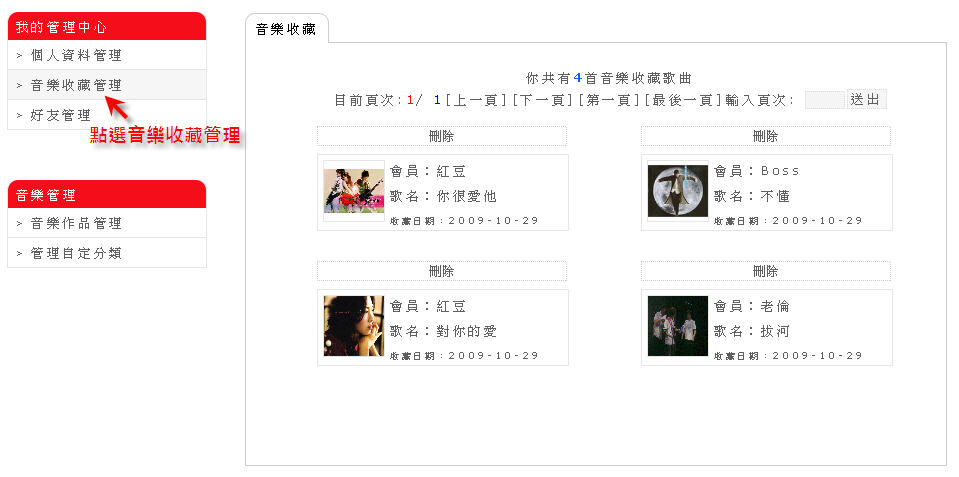 我的管理中心
> 個人資料管理
> 音樂收藏管理
> 好友管理
點選音樂收藏管理
音樂管理
> 音樂作品管理
> 管理自定分類
音樂收藏
你共有4首音樂收藏歌曲
目前頁次:1/ 1[上一頁][下一頁][第一頁][最後一頁]輸入頁次: 送出
刪除
會員：紅豆
歌名：你很愛他
收藏日期：2009-10-29
刪除
會員：Boss
歌名：不懂
收藏日期：2009-10-29
刪除
會員：紅豆
歌名：對你的愛
收藏日期：2009-10-29
刪除
會員：老倫
歌名：拔河
收藏日期：2009-10-29